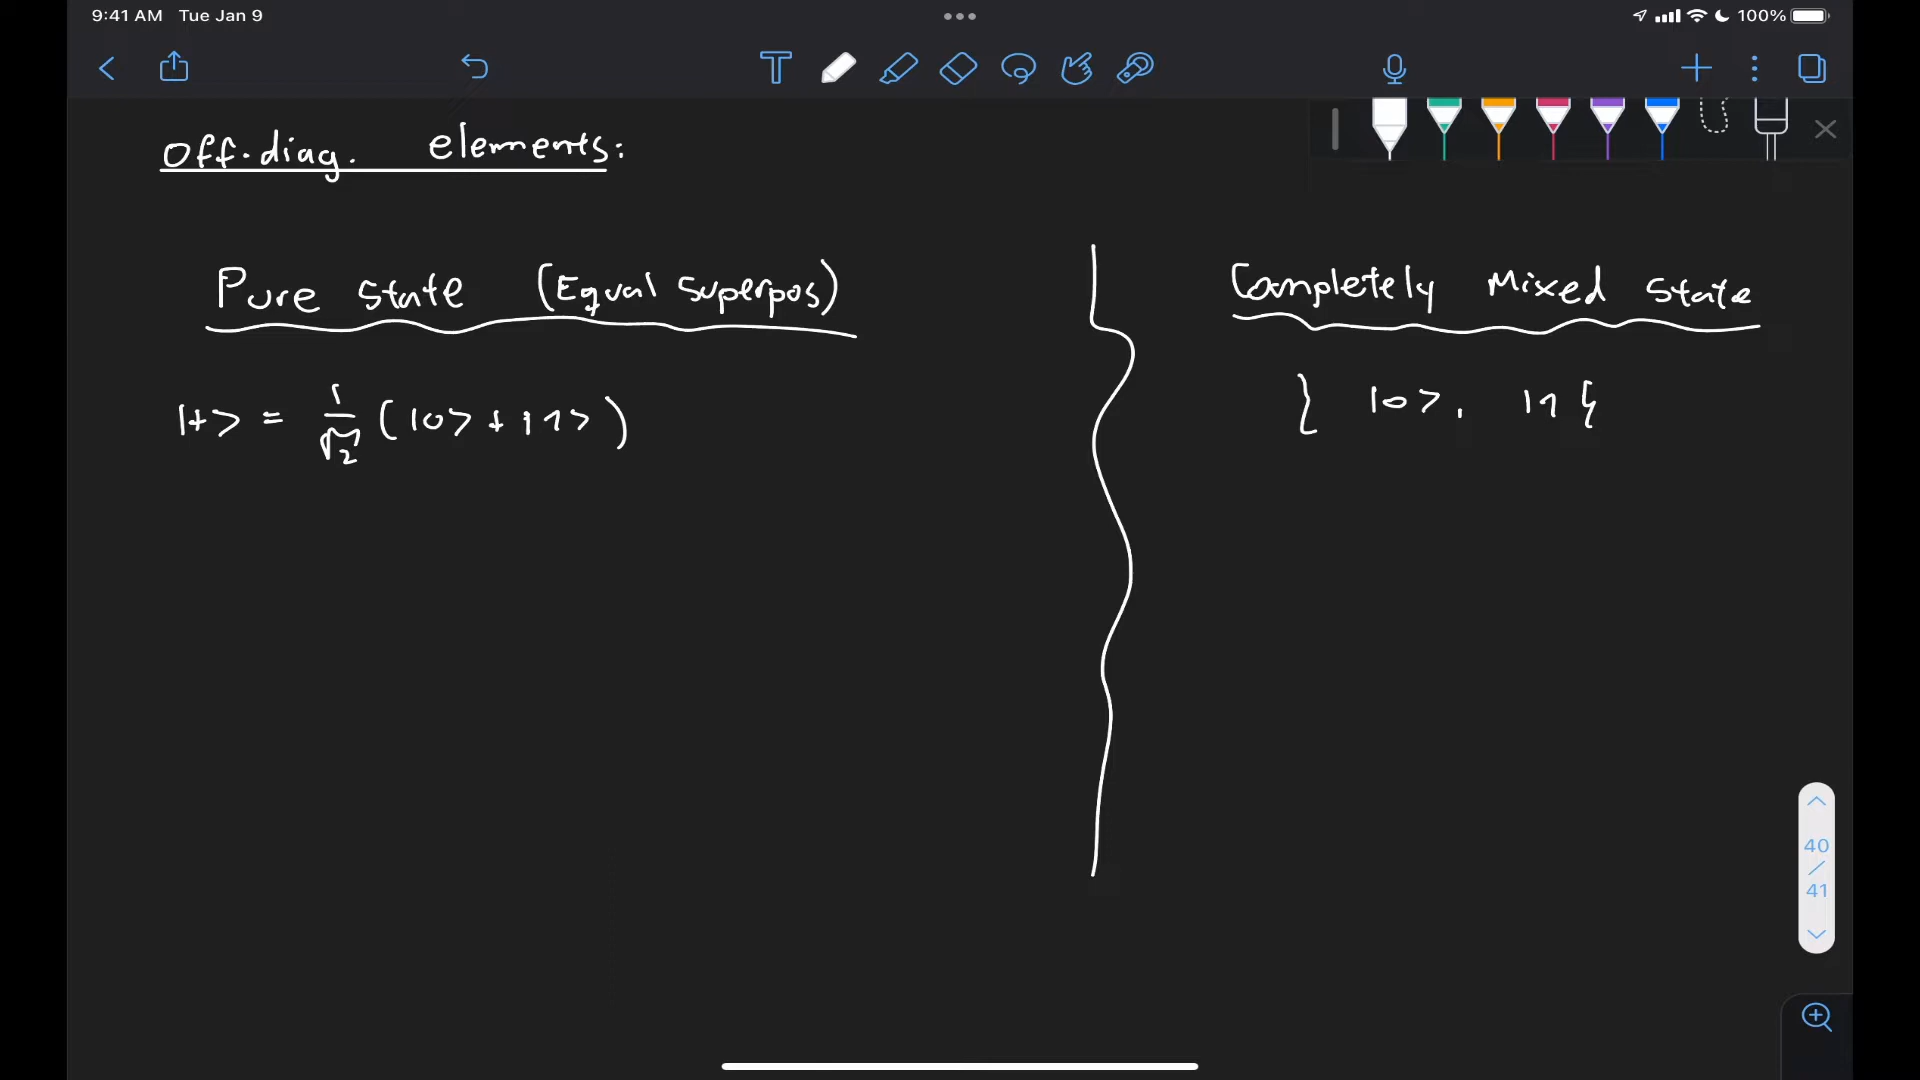 9:41 AM Tue Jan 9
100%
Off-diag. elements:
Pure state (Equal superpos)
Completely Mixed state
|+> = 1/√2 (|0> + |1>)
} |0>, |1 {
40
/
41